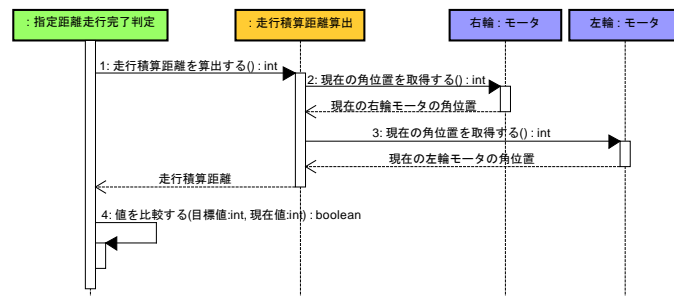 : 指定距離走行完了判定
: 走行積算距離算出
右輪 : モータ
左輪 : モータ
1: 走行積算距離を算出する() : int
2: 現在の角位置を取得する() : int
現在の右輪モータの角位置
3: 現在の角位置を取得する() : int
現在の左輪モータの角位置
走行積算距離
4: 値を比較する(目標値:int, 現在値:int) : boolean